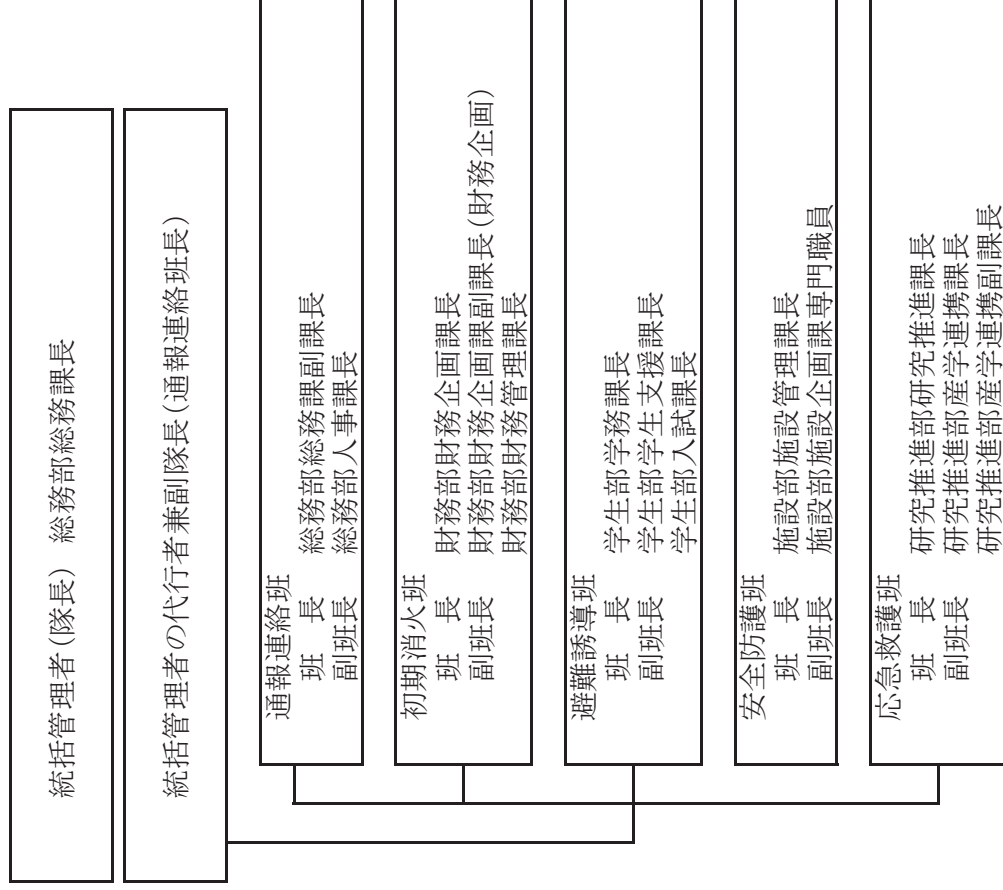 統括管理者(隊長)　総務部総務課長
統括管理者の代行者兼副隊長(通報連絡班長)
通報連絡班
班　長　総務部総務課副課長
副班長　総務部人事課長
初期消火班
班　長　財務部財務企画課長
副班長　財務部財務企画課副課長(財務企画)
財務部財務管理課長
避難誘導班
班　長　学生部学務課長
副班長　学生部学生支援課長
学生部入試課長
安全防護班
班　長　施設部施設管理課長
副班長　施設部施設企画課専門職員
応急救護班
班　長　研究推進部研究推進課長
副班長　研究推進部産学連携課長
研究推進部産学連携副課長